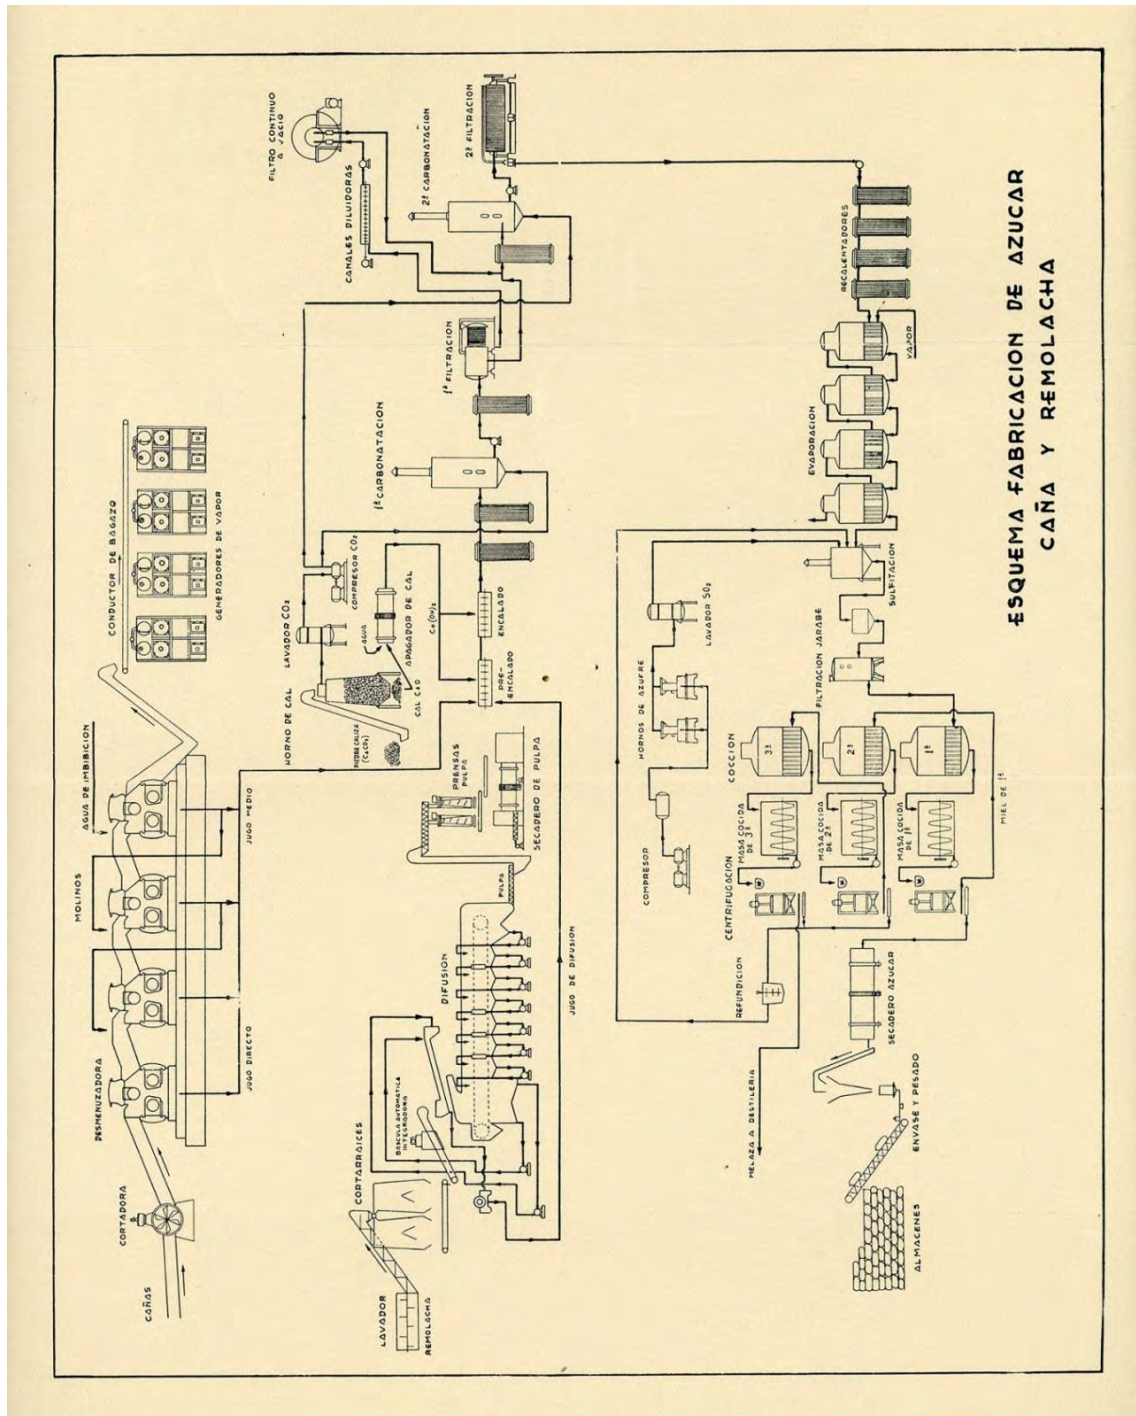 CAÑAS
CORTADORA
DESMENUZADORA
MOLINOS
AGUA DE IMBIBICION
CONDUCTOR DE BAGAZO
GENERADORES DE VAPOR
JUGO DIRECTO
JUGO MEDIO
LAVADOR
REMOLACHA
CORTARRAICES
BASCULA AUTOMATICA
INTEGRADORA
DIFUSION
PULPA
PRENSAS
PULPA
SECADERO DE PULPA
JUGO DE DIFUSION
HORNO DE CAL
PIEDRA CALIZA
(CaCO3)
LAVADOR CO2
COMPRESOR CO2
AGUA
APAGADOR DE CAL
CAL CaO
Ca(OH)2
PRE-
ENCALADO
ENCALADO
1ª CARBONATACION
1ª FILTRACION
CANALES DILUIDORAS
FILTRO CONTINUO
A VACIO
2ª CARBONATACION
2ª FILTRACION
RECALENTADORES
VAPOR
EVAPORACION
SULFITACION
LAVADOR SO2
HORNOS DE AZUFRE
COMPRESOR
FILTRACION JARABE
COCCION
3ª
2ª
1ª
MASA COCIDA
DE 3ª
MASA COCIDA
DE 2ª
MASA COCIDA
DE 1ª
MIEL DE 1ª
CENTRIFUGACION
REFUNDICION
MELAZA A DESTILERIA
SECADERO AZUCAR
ENVASE Y PESADO
ALMACENES
ESQUEMA FABRICACION DE AZUCAR
CAÑA Y REMOLACHA